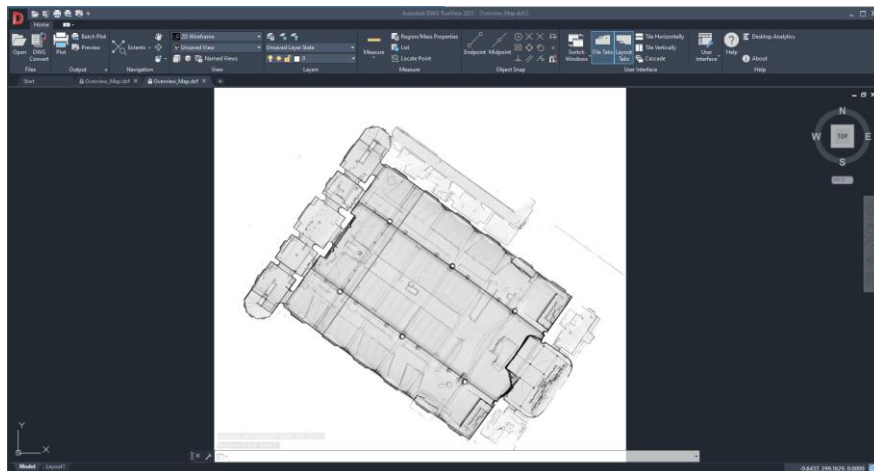 Autodesk DWG TrueView 2021 Overview_Map.dxf:2
Home
Open
DWG Convert
Files
Plot
Batch Plot
Preview
Output
Extents
Navigation
2D Wireframe
Unsaved View
Named Views
View
Unsaved Layer State
0
Layers
Measure
Region/Mass Properties
List
Locate Point
Measure
Endpoint
Midpoint
Object Snap
Switch Windows
File Tabs
Layout Tabs
Tile Horizontally
Tile Vertically
Cascade
User Interface
User Interface
Help
Desktop Analytics
About
Help
Start
Overview_Map.dxf
Overview_Map.dxf
N
W
TOP
E
S
Y
X
Model
Layout1